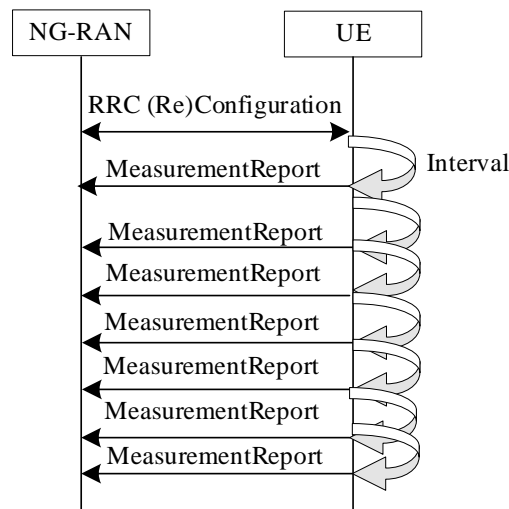 NG-RAN
UE
RRC (Re)Configuration
Interval
MeasurementReport
MeasurementReport
MeasurementReport
MeasurementReport
MeasurementReport
MeasurementReport
MeasurementReport